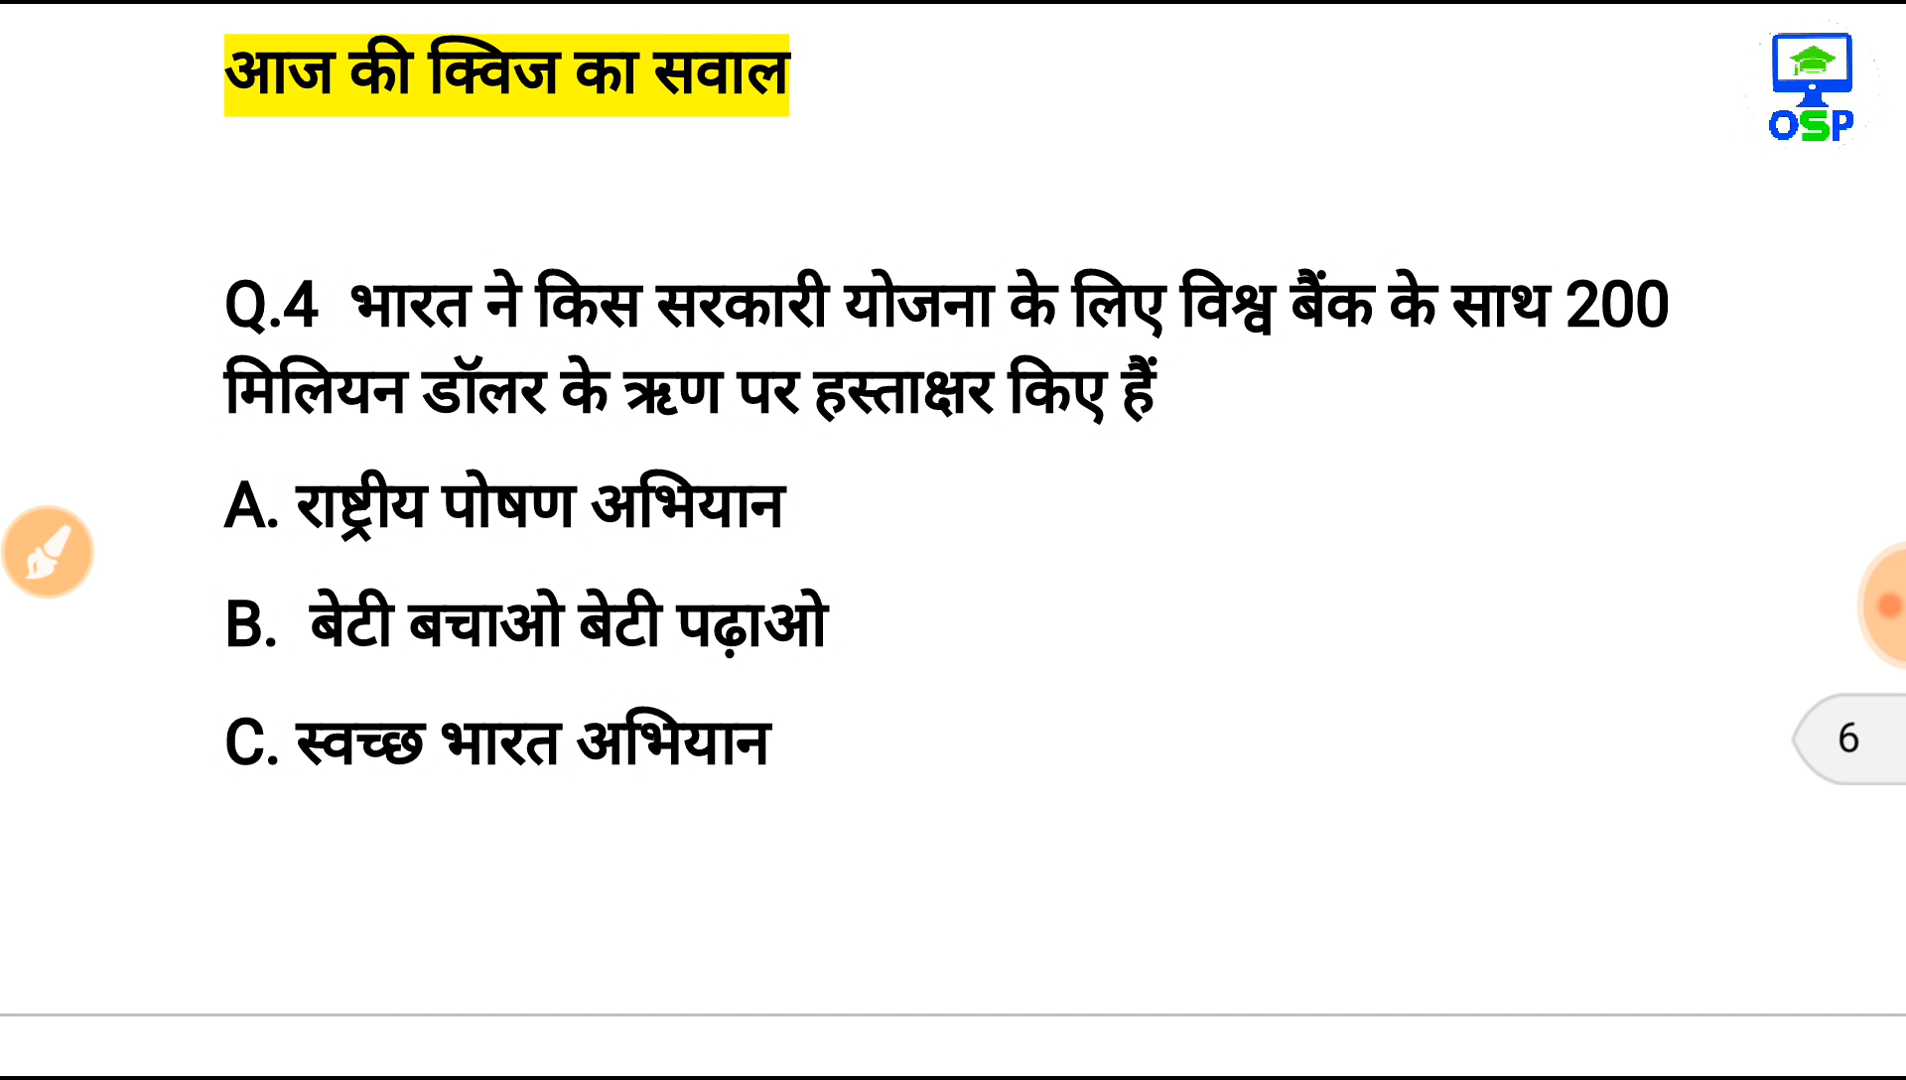 आज की क्विज का सवाल
OSP
Q.4 भारत ने किस सरकारी योजना के लिए विश्व बैंक के साथ 200
मिलियन डॉलर के ऋण पर हस्ताक्षर किए हैं
A. राष्ट्रीय पोषण अभियान
B. बेटी बचाओ बेटी पढ़ाओ
C. स्वच्छ भारत अभियान
6